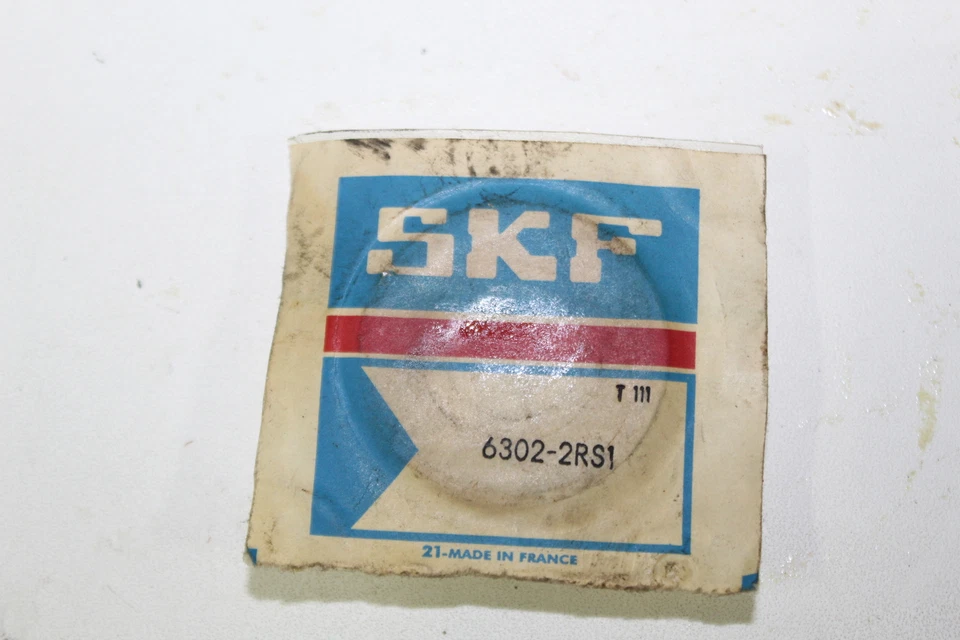 SKF
T 111
6302-2RS1
21-MADE IN FRANCE